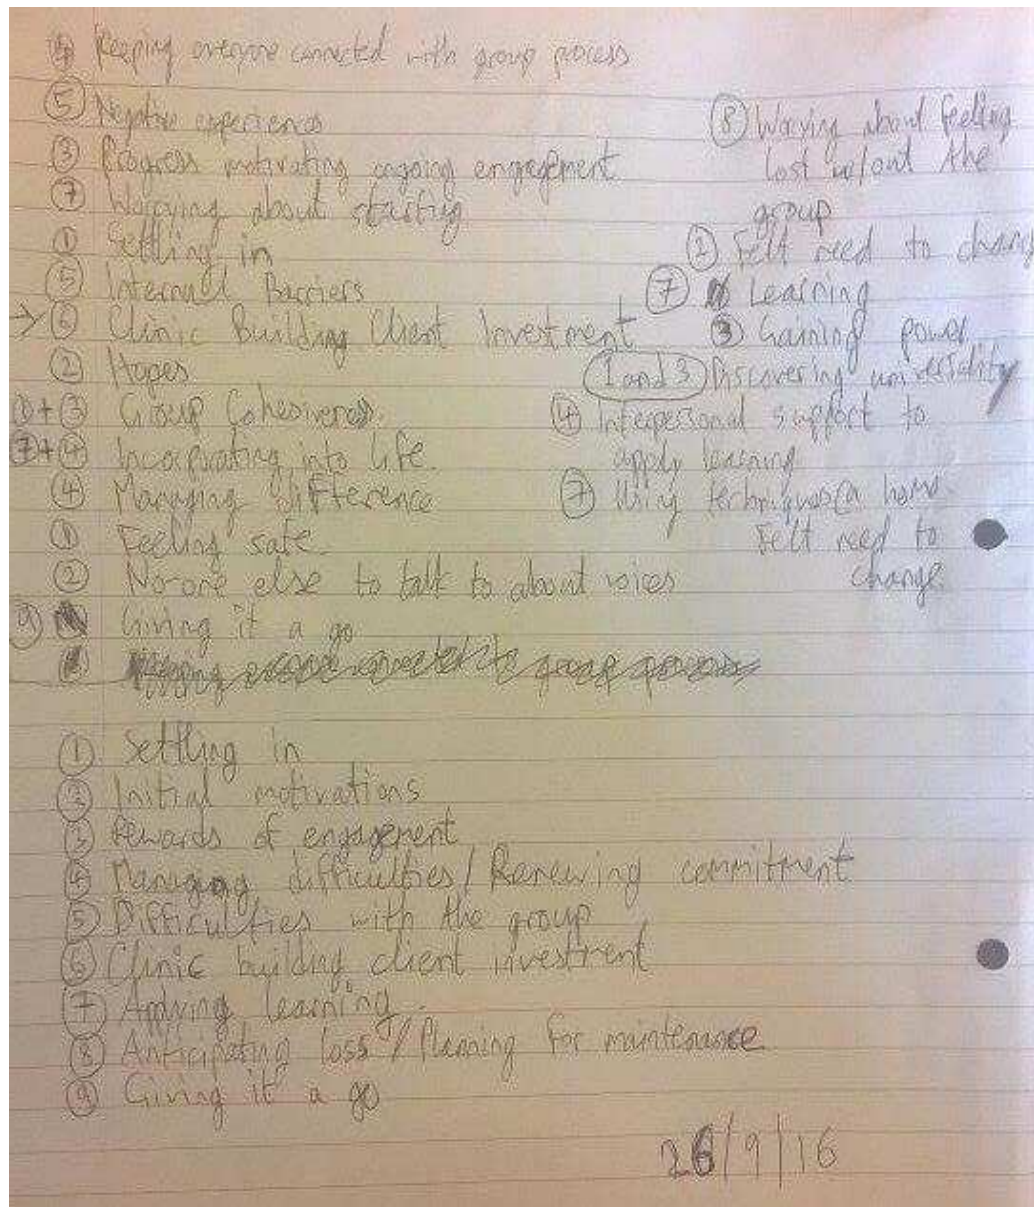 ④ Keeping everyone connected with group process
⑤ Negative experiences
③ Progress motivating ongoing engagement
⑦ Worrying about starting
① Settling in
⑤ Internal Barriers
→ ⑥ Clinic Building Client Investment
② Hopes
①+③ Group Cohesiveness.
⑦+④ Incorporating into life.
④ Managing difference
① Feeling safe.
② No-one else to talk to about voices
⑨ Giving it a go
⑧ Worrying about feeling
lost w/out the
group
② Felt need to chang
⑦ Learning
③ Gaining power
1 and 3 Discovering
④ Interpersonal support to
apply learning
⑦ Using techniques @ home
Felt need to
change.
① Settling in
② Initial motivations
③ Rewards of engagement
④ Managing difficulties / Renewing commitment
⑤ Difficulties with the group
⑥ Clinic building client investment
⑦ Applying learning.
⑧ Anticipating loss / Planning for maintenance
⑨ Giving it a go
26/9/16